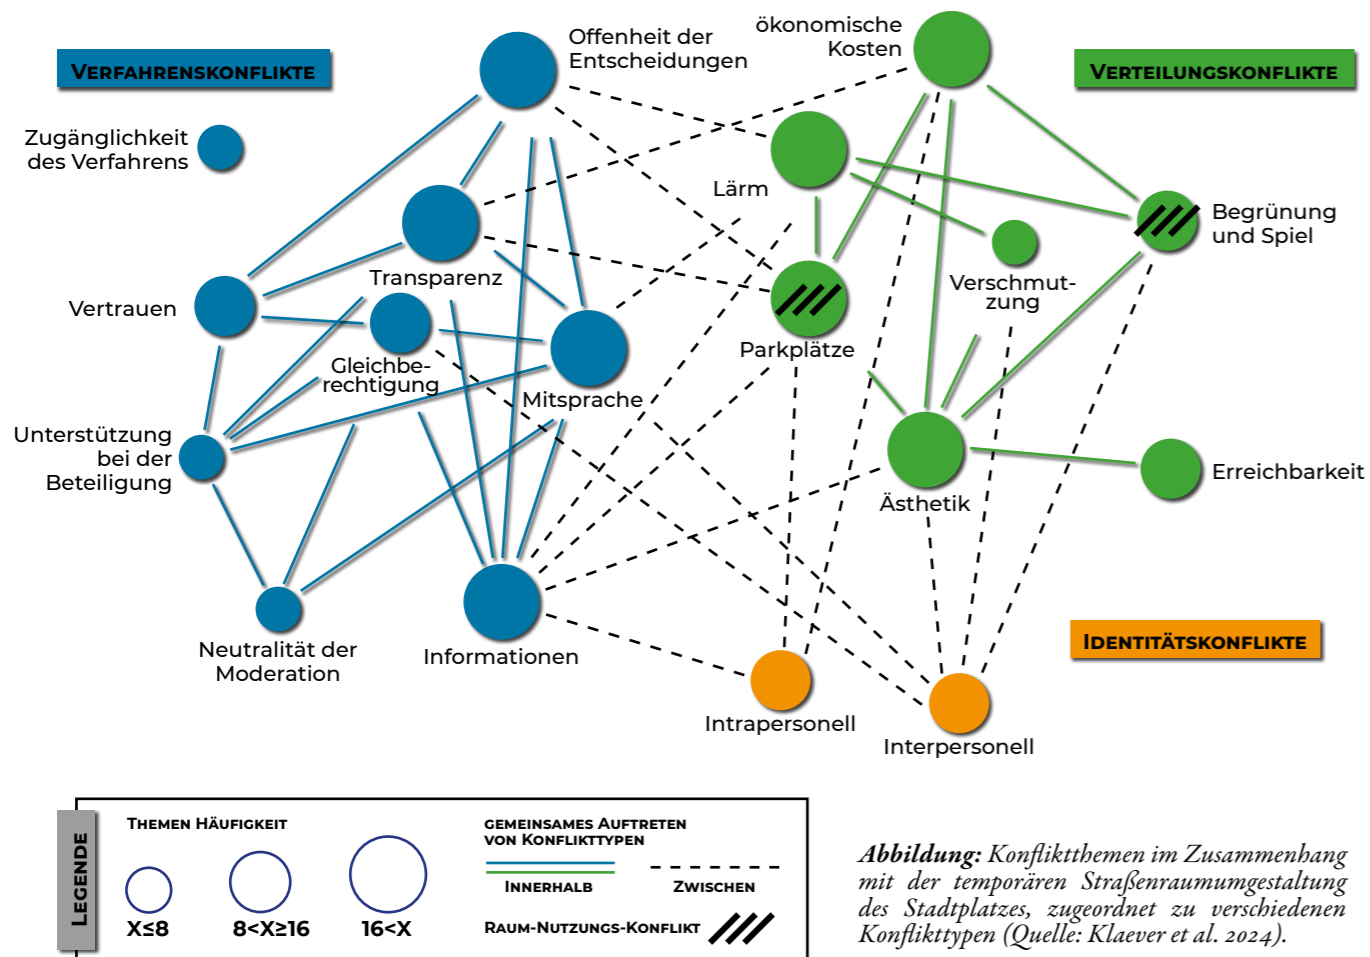 VERFAHRENSKONFLIKTE
Offenheit der
Entscheidungen
ökonomische
Kosten
VERTEILUNGSKONFLIKTE
Zugänglichkeit
des Verfahrens
Lärm
Begrünung
und Spiel
Transparenz
Verschmut-
zung
Vertrauen
Parkplätze
Gleichbe-
rechtigung
Mitsprache
Unterstützung
bei der
Beteiligung
Ästhetik
Erreichbarkeit
Neutralität der
Moderation
Informationen
IDENTITÄTSKONFLIKTE
Intrapersonell
Interpersonell
LEGENDE
THEMEN HÄUFIGKEIT
X≤8
8<X≥16
16<X
GEMEINSAMES AUFTRETEN
VON KONFLIKTTYPEN
INNERHALB
ZWISCHEN
RAUM-NUTZUNGS-KONFLIKT
Abbildung: Konfliktthemen im Zusammenhang
mit der temporären Straßenraumumgestaltung
des Stadtplatzes, zugeordnet zu verschiedenen
Konflikttypen (Quelle: Klaever et al. 2024).